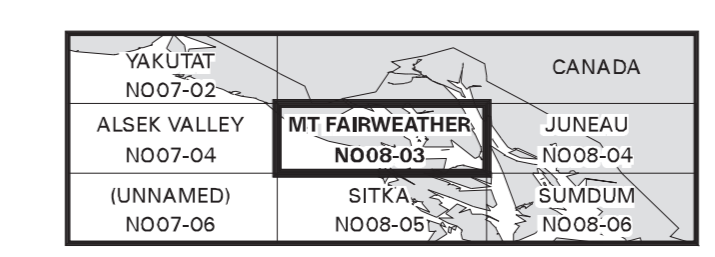 YAKUTAT
NO07-02
CANADA
ALSEK VALLEY
NO07-04
MT FAIRWEATHER
NO08-03
JUNEAU
NO08-04
(UNNAMED)
NO07-06
SITKA
NO08-05
SUMDUM
NO08-06